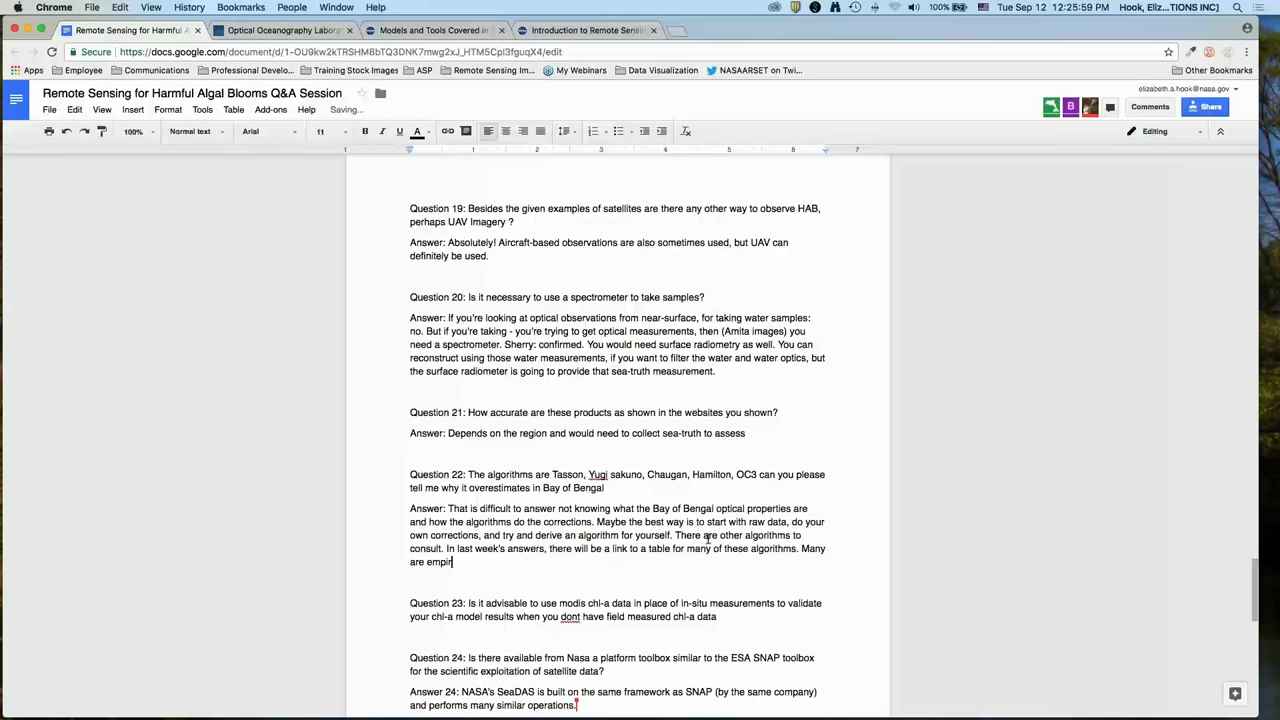 Chrome File Edit View History Bookmarks People Window Help 100% Tue Sep 12 12:25:59 PM Hook, Eliz...(NASA-IONS)
Remote Sensing for Harmful Al Optical Oceanography Labor Models and Tools Covered in Introduction to Remote Sensin
Secure https://docs.google.com/document/d/1-OU9kw2kTRSHM8bTQ3DNK7mwg2xJ_HTM5Cpl3fguqX4/edit
Apps Employee Communications Professional Develo... Training Stock Images ASP Remote Sensing Im... My Webinars Data Visualization NASAARSET on Twi... Other Bookmarks
Remote Sensing for Harmful Algal Blooms Q&A Session
elizabeth.a.hook@nasa.gov
File Edit View Insert Format Tools Table Add-ons Help Saving...
B Comments Share
100% Normal text Arial 11 B I U A Editing
1 1 2 3 4 5 6 7
Question 19: Besides the given examples of satellites are there any other way to observe HAB,
perhaps UAV Imagery ?
Answer: Absolutely! Aircraft-based observations are also sometimes used, but UAV can
definitely be used.
Question 20: Is it necessary to use a spectrometer to take samples?
Answer: If you're looking at optical observations from near-surface, for taking water samples:
no. But if you're taking - you're trying to get optical measurements, then (Amita images) you
need a spectrometer. Sherry: confirmed. You would need surface radiometry as well. You can
reconstruct using those water measurements, if you want to filter the water and water optics, but
the surface radiometer is going to provide that sea-truth measurement.
Question 21: How accurate are these products as shown in the websites you shown?
Answer: Depends on the region and would need to collect sea-truth to assess
Question 22: The algorithms are Tasson, Yugi sakuno, Chaugan, Hamilton, OC3 can you please
tell me why it overestimates in Bay of Bengal
Answer: That is difficult to answer not knowing what the Bay of Bengal optical properties are
and how the algorithms do the corrections. Maybe the best way is to start with raw data, do your
own corrections, and try and derive an algorithm for yourself. There are other algorithms to
consult. In last week's answers, there will be a link to a table for many of these algorithms. Many
are empir
Question 23: Is it advisable to use modis chl-a data in place of in-situ measurements to validate
your chl-a model results when you dont have field measured chl-a data
Question 24: Is there available from Nasa a platform toolbox similar to the ESA SNAP toolbox
for the scientific exploitation of satellite data?
Answer 24: NASA's SeaDAS is built on the same framework as SNAP (by the same company)
and performs many similar operations.